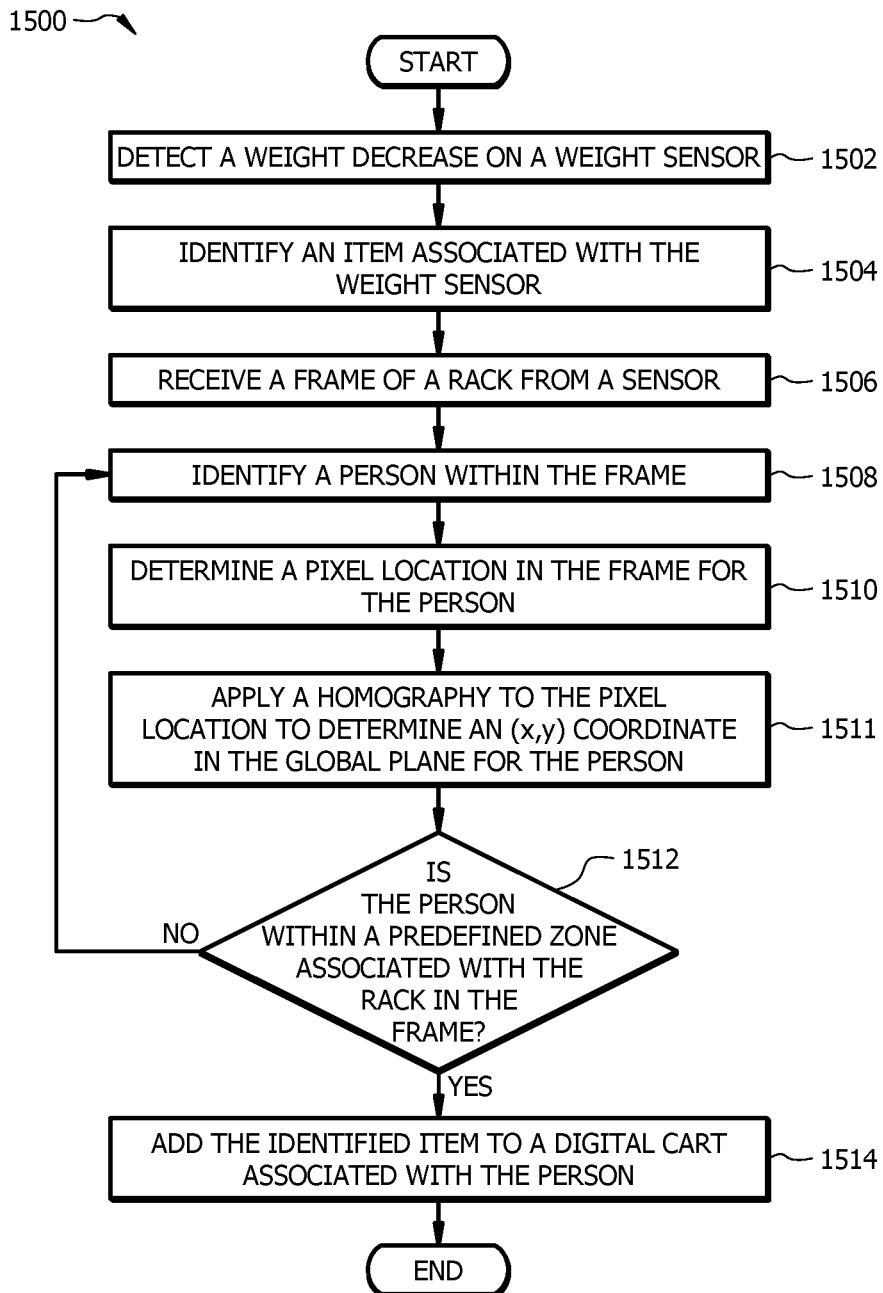 1500
START
DETECT A WEIGHT DECREASE ON A WEIGHT SENSOR
1502
IDENTIFY AN ITEM ASSOCIATED WITH THE
WEIGHT SENSOR
1504
RECEIVE A FRAME OF A RACK FROM A SENSOR
1506
IDENTIFY A PERSON WITHIN THE FRAME
1508
DETERMINE A PIXEL LOCATION IN THE FRAME FOR
THE PERSON
1510
APPLY A HOMOGRAPHY TO THE PIXEL
LOCATION TO DETERMINE AN (x,y) COORDINATE
IN THE GLOBAL PLANE FOR THE PERSON
1511
IS
THE PERSON
WITHIN A PREDEFINED ZONE
ASSOCIATED WITH THE
RACK IN THE
FRAME?
1512
NO
YES
ADD THE IDENTIFIED ITEM TO A DIGITAL CART
ASSOCIATED WITH THE PERSON
1514
END